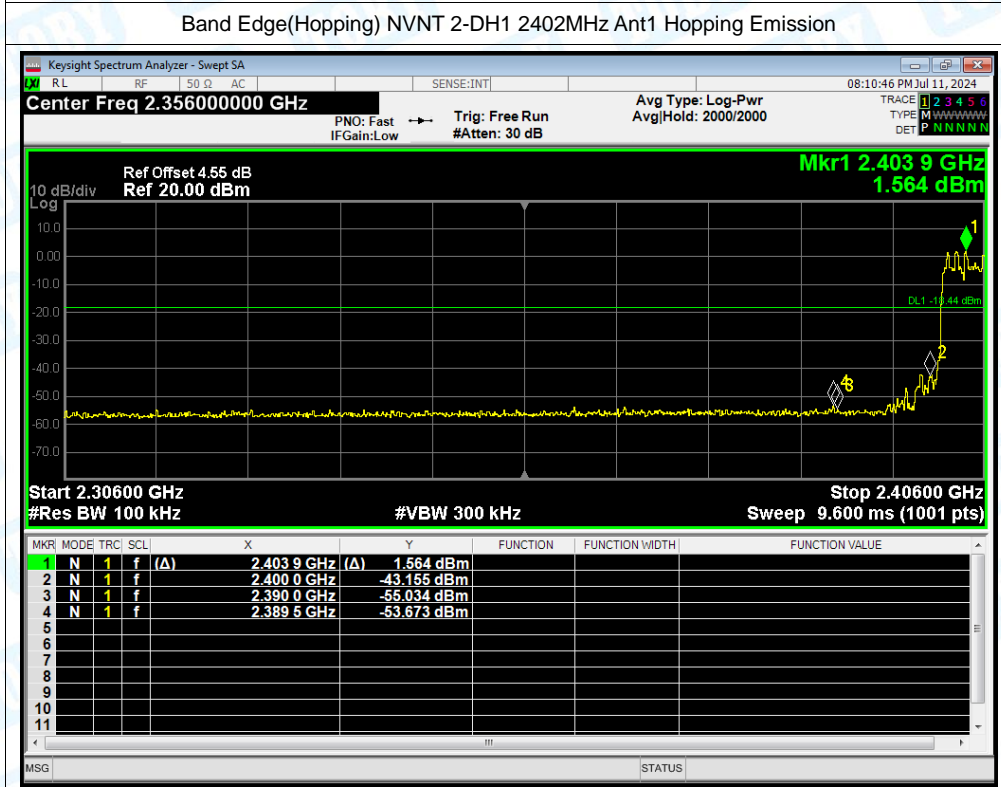 Band Edge(Hopping) NVNT 2-DH1 2402MHz Ant1 Hopping Emission
Keysight Spectrum Analyzer - Swept SA
LXI RL RF 50 Ω AC SENSE:INT 08:10:46 PM Jul 11, 2024
Center Freq 2.356000000 GHz
PNO: Fast
IFGain:Low
Trig: Free Run
#Atten: 30 dB
Avg Type: Log-Pwr
Avg|Hold: 2000/2000
TRACE 1 2 3 4 5 6
TYPE M WWWWW
DET P N N N N N
Mkr1 2.403 9 GHz
1.564 dBm
Ref Offset 4.55 dB
10 dB/div Ref 20.00 dBm
Log
10.0
0.00
-10.0
-20.0
-30.0
-40.0
-50.0
-60.0
-70.0
1
2
4
3
Start 2.30600 GHz
Stop 2.40600 GHz
#Res BW 100 kHz
#VBW 300 kHz
Sweep 9.600 ms (1001 pts)
MKR MODE TRC SCL X Y FUNCTION FUNCTION WIDTH FUNCTION VALUE
1 N 1 f (Δ) 2.403 9 GHz (Δ) 1.564 dBm
2 N 1 f 2.400 0 GHz -43.155 dBm
3 N 1 f 2.390 0 GHz -55.034 dBm
4 N 1 f 2.389 5 GHz -53.673 dBm
5
6
7
8
9
10
11
MSG STATUS